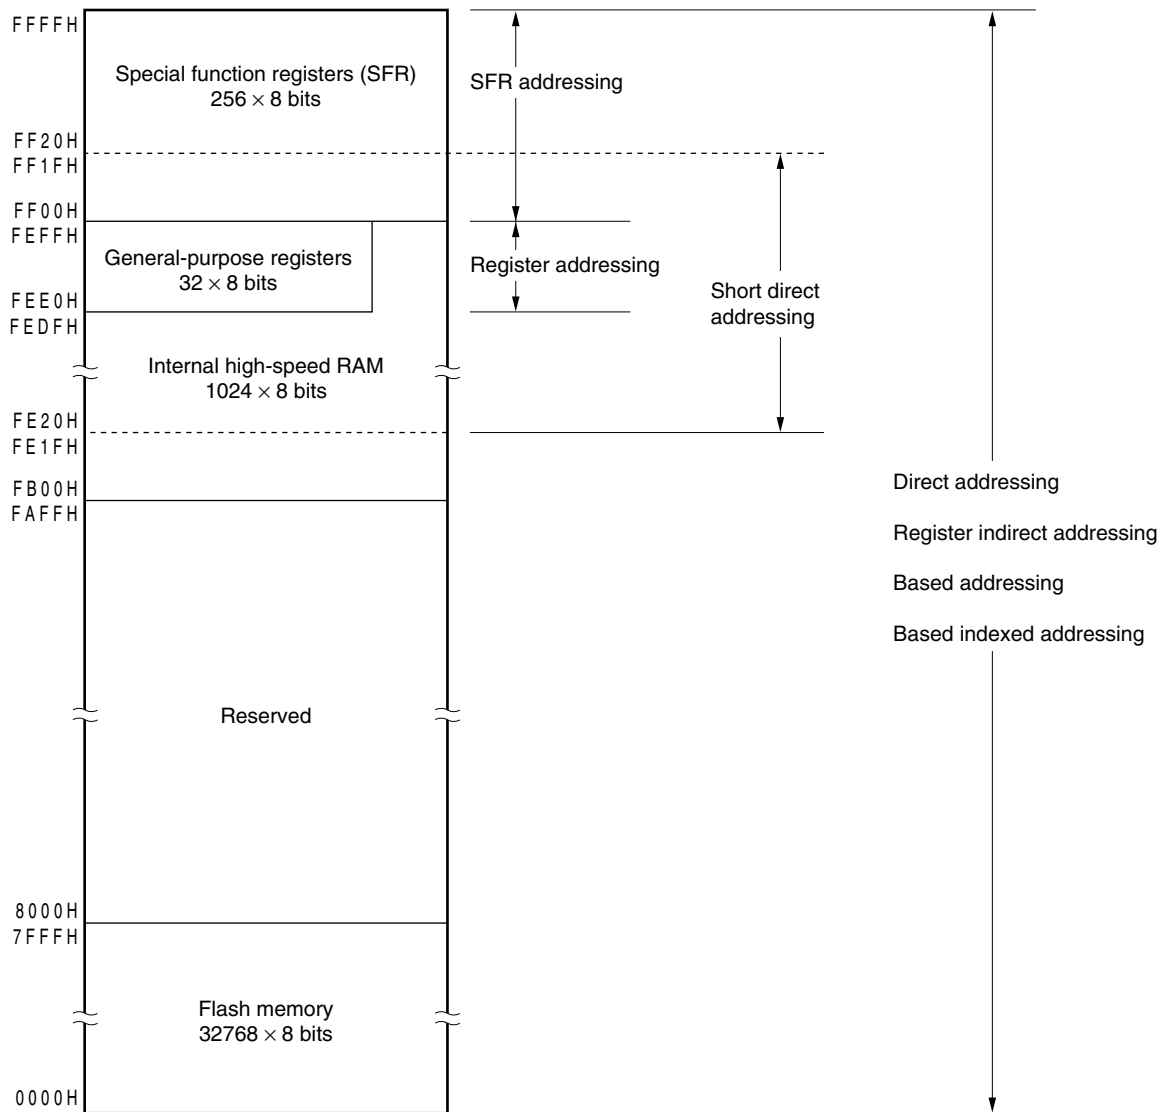 FFFFH
Special function registers (SFR)
256 × 8 bits
SFR addressing
FF20H
FF1FH
FF00H
FEFFH
General-purpose registers
32 × 8 bits
Register addressing
Short direct
addressing
FEE0H
FEDFH
Internal high-speed RAM
1024 × 8 bits
FE20H
FE1FH
FB00H
FAFFH
Direct addressing
Register indirect addressing
Based addressing
Based indexed addressing
Reserved
8000H
7FFFH
Flash memory
32768 × 8 bits
0000H